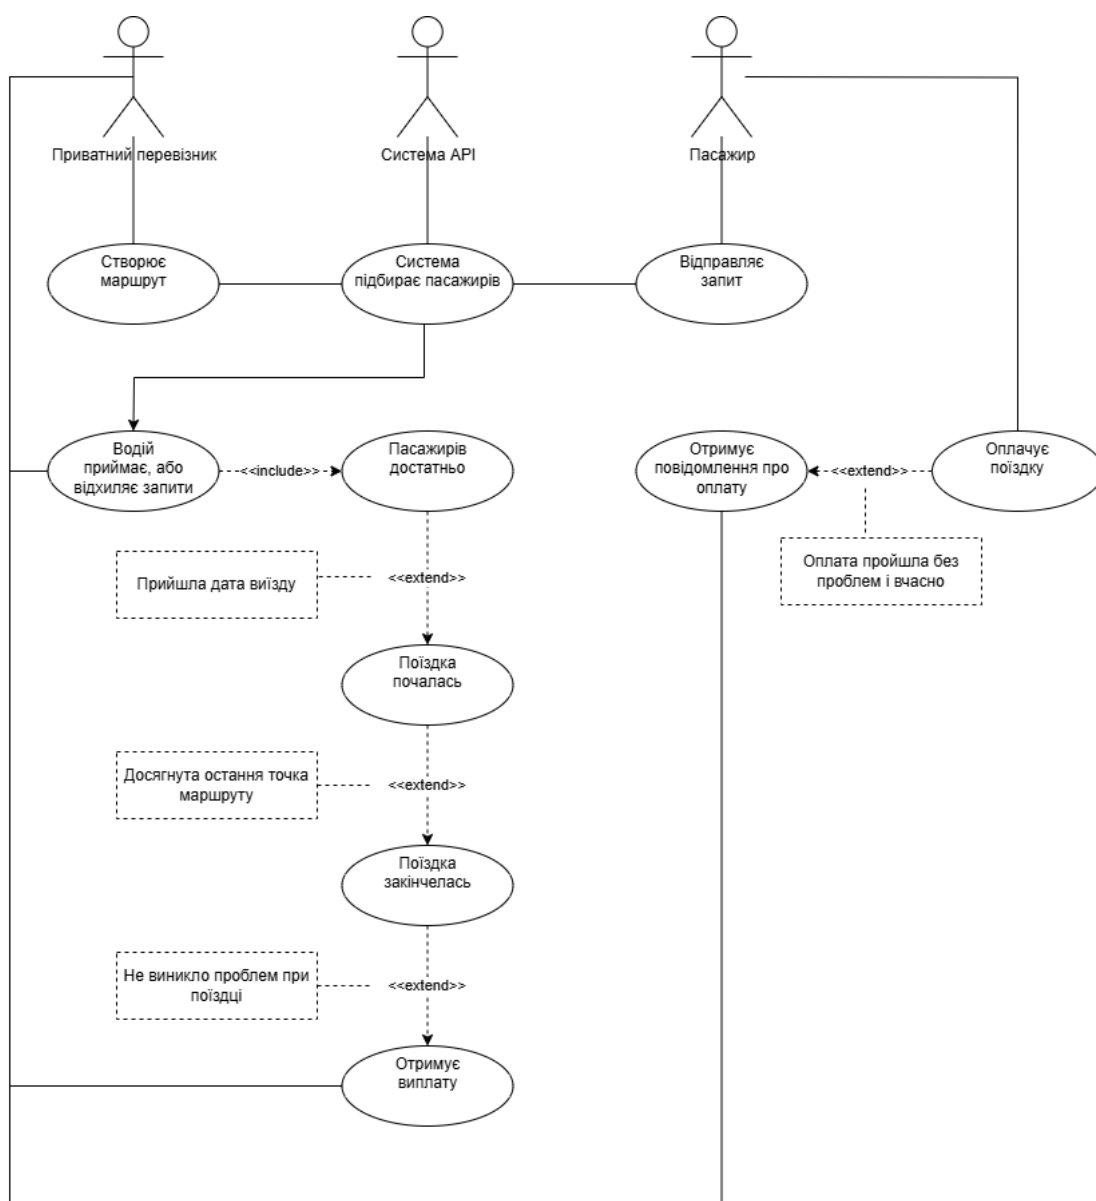 Приватний перевізник
Система API
Пасажир
Створює
маршрут
Система
підбирає пасажирів
Відправляє
запит
Водій
приймає, або
відхиляє запити
<<include>>
Пасажирів
достатньо
Отримує
повідомлення про
оплату
<<extend>>
Оплачує
поїздку
Прийшла дата виїзду
<<extend>>
Оплата пройшла без
проблем і вчасно
Поїздка
почалась
Досягнута остання точка
маршруту
<<extend>>
Поїздка
закінчелась
Не виникло проблем при
поїздці
<<extend>>
Отримує
виплату